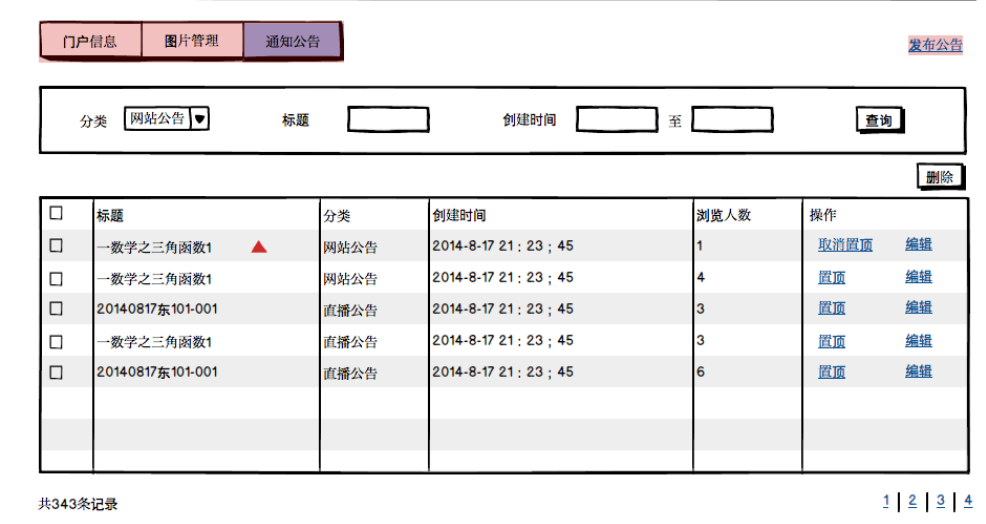 门户信息 图片管理 通知公告
发布公告
分类 网站公告 标题 创建时间 至 查询
删除
标题 分类 创建时间 浏览人数 操作
一数学之三角函数1 网站公告 2014-8-17 21：23；45 1 取消置顶 编辑
一数学之三角函数1 网站公告 2014-8-17 21：23；45 4 置顶 编辑
20140817东101-001 直播公告 2014-8-17 21：23；45 3 置顶 编辑
一数学之三角函数1 直播公告 2014-8-17 21：23；45 3 置顶 编辑
20140817东101-001 直播公告 2014-8-17 21：23；45 6 置顶 编辑
共343条记录 1 | 2 | 3 | 4